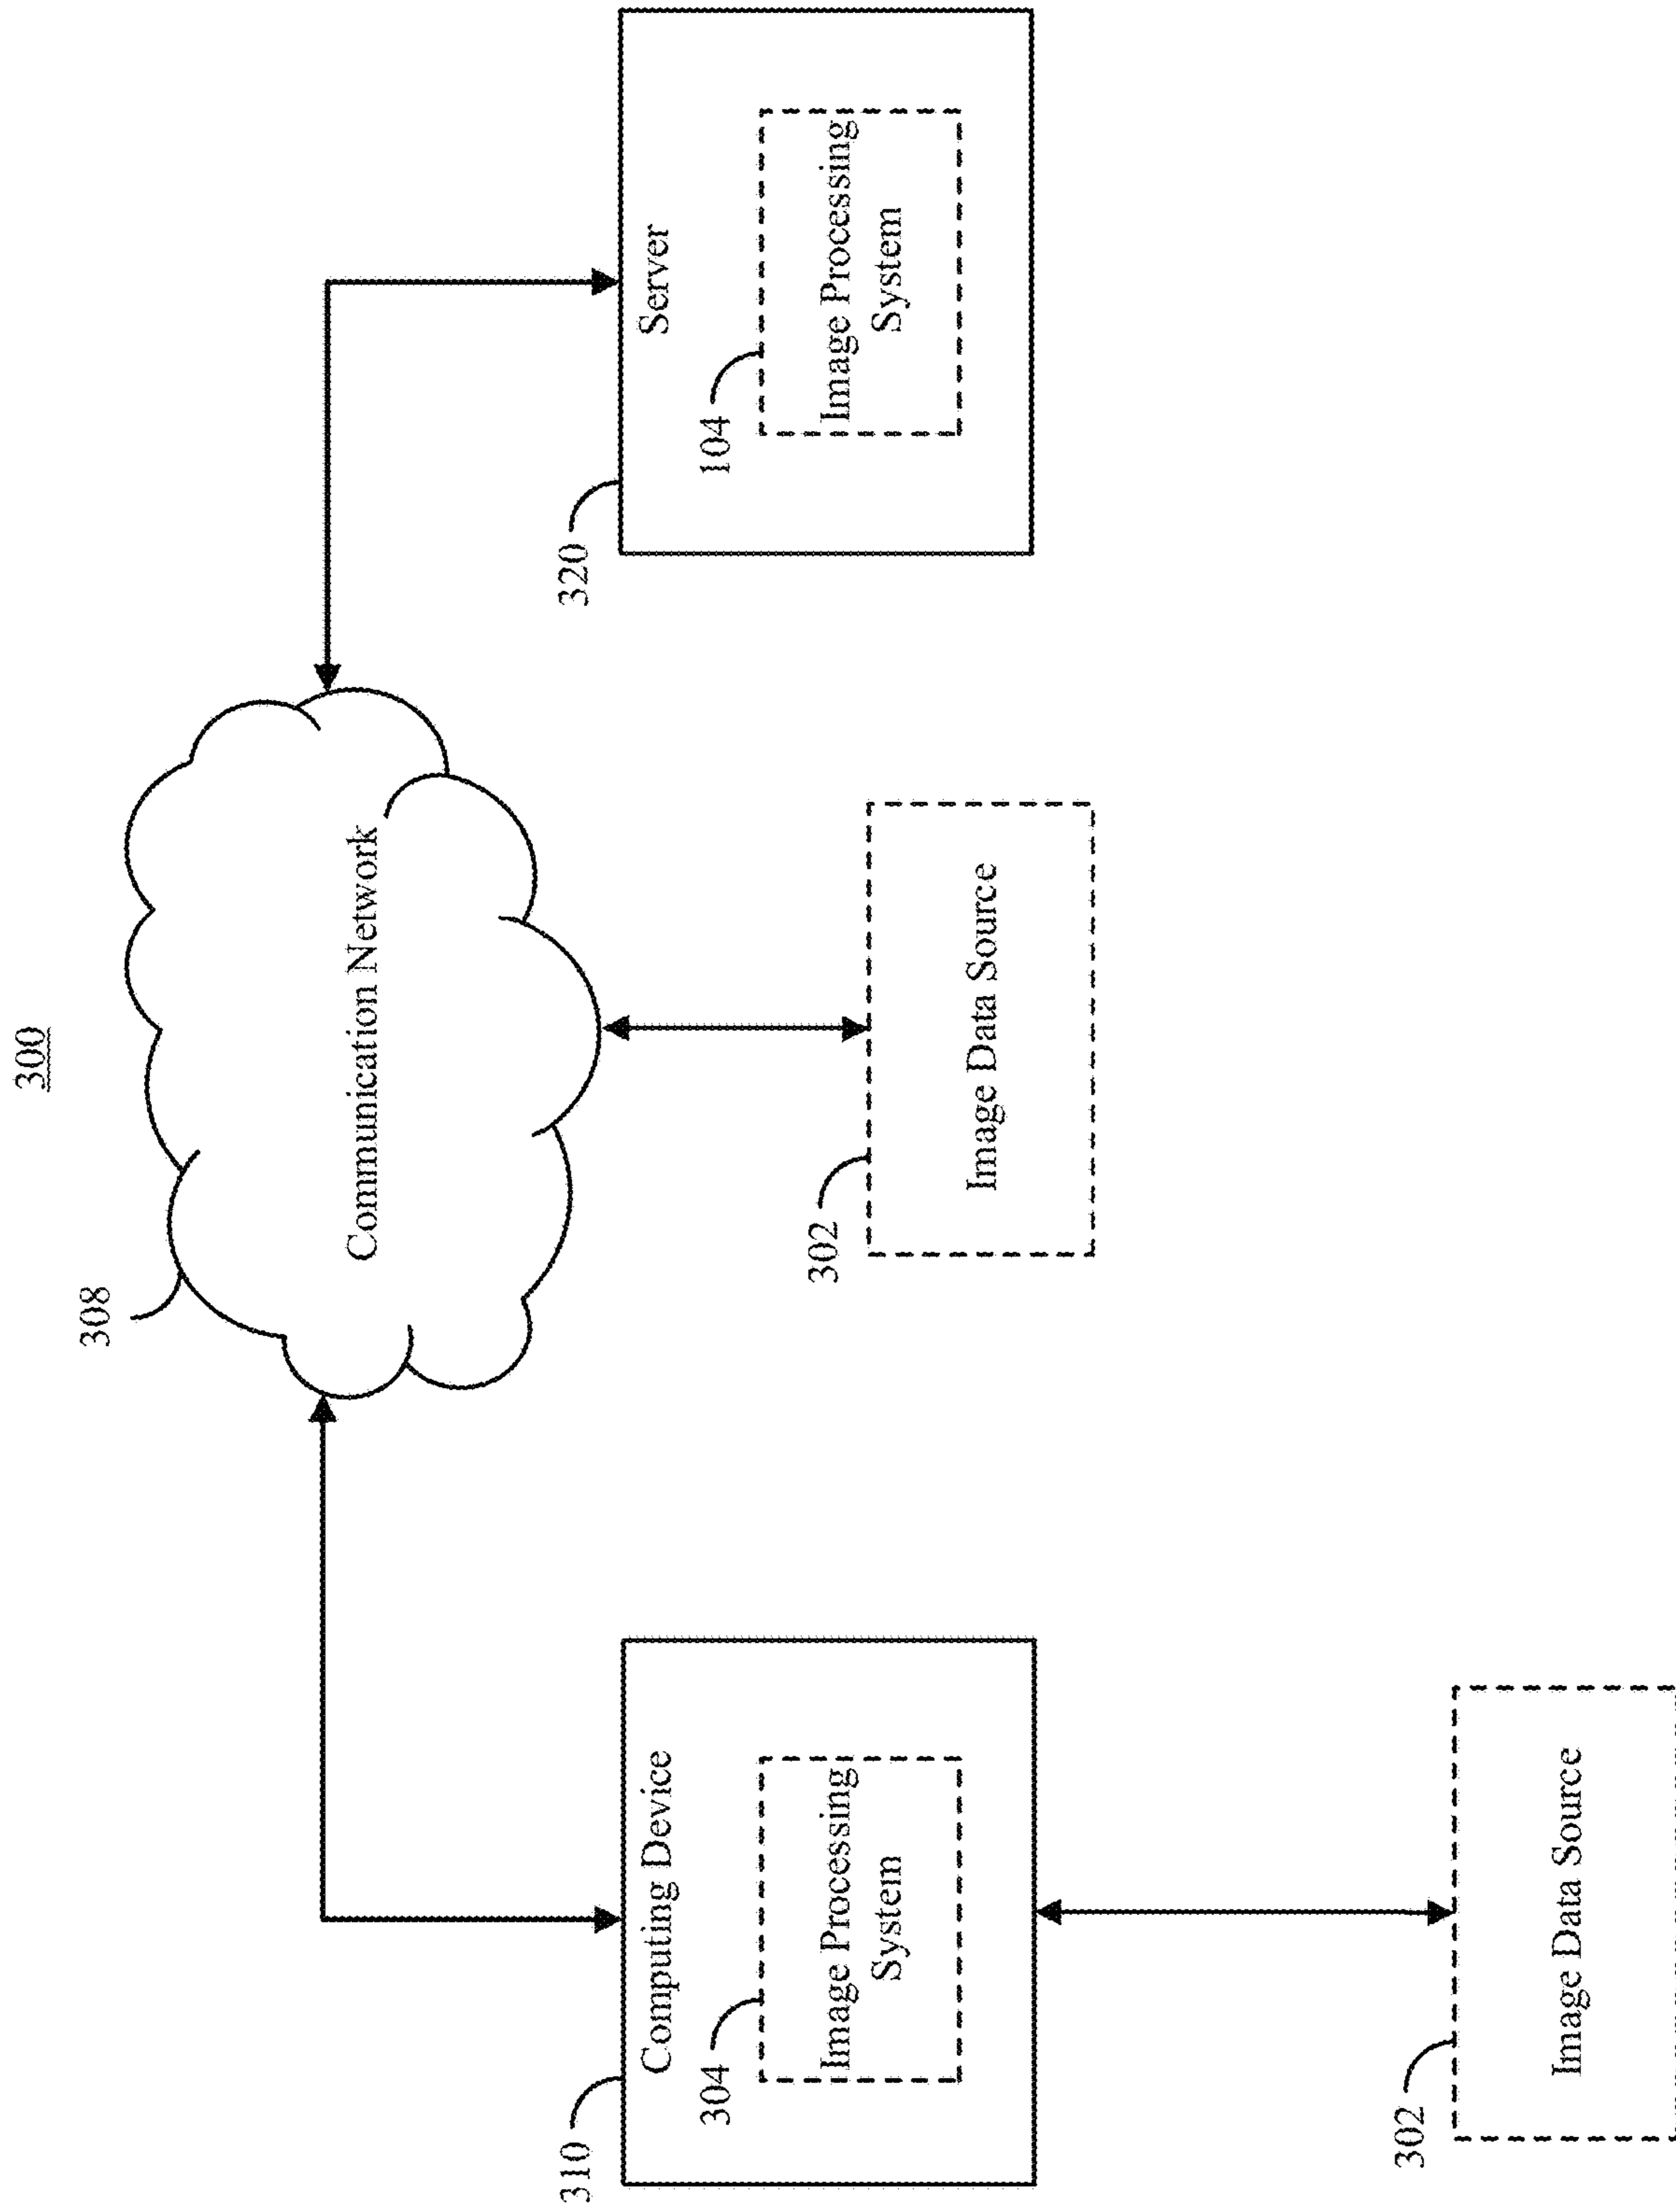 300
308
Communication Network
310
Computing Device
304
Image Processing
System
302
Image Data Source
302
Image Data Source
320
Server
104
Image Processing
System